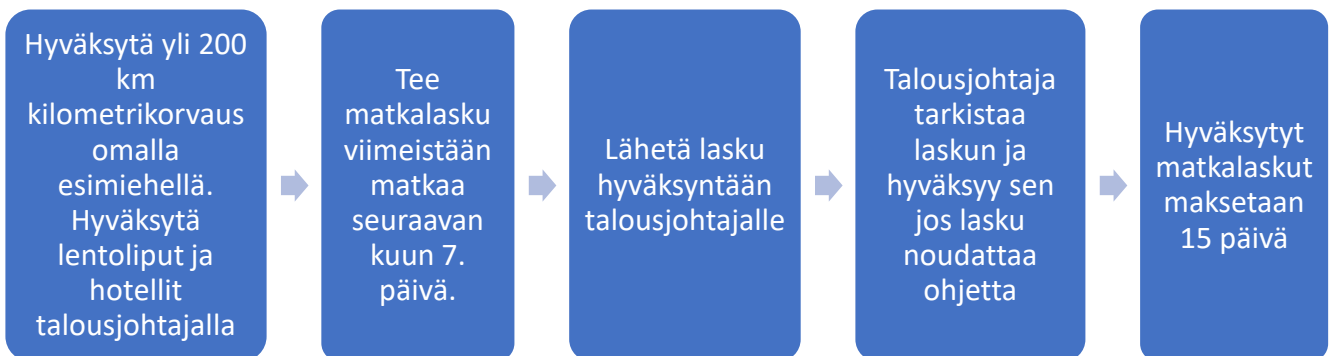 Hyväksytä yli 200
km
kilometrikorvaus
omalla
esimiehellä.
Hyväksytä
lentoliput ja
hotellit
talousjohtajalla
Tee
matkalasku
viimeistään
matkaa
seuraavan
kuun 7.
päivä.
Lähetä lasku
hyväksyntään
talousjohtajalle
Talousjohtaja
tarkistaa
laskun ja
hyväksyy sen
jos lasku
noudattaa
ohjetta
Hyväksytyt
matkalaskut
maksetaan
15 päivä